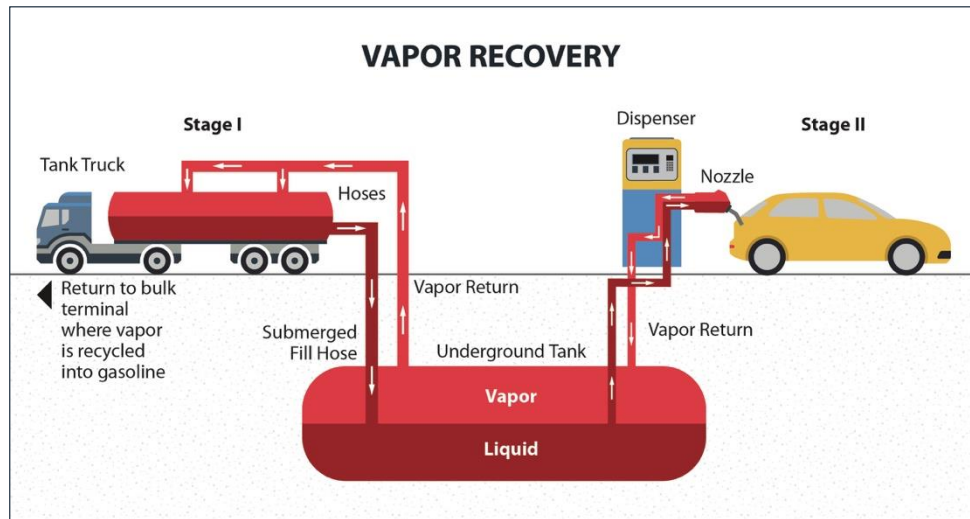 VAPOR RECOVERY
Stage I
Dispenser
Stage II
Tank Truck
Hoses
Nozzle
Return to bulk
terminal
where vapor
is recycled
into gasoline
Vapor Return
Submerged
Fill Hose
Underground Tank
Vapor Return
Vapor
Liquid